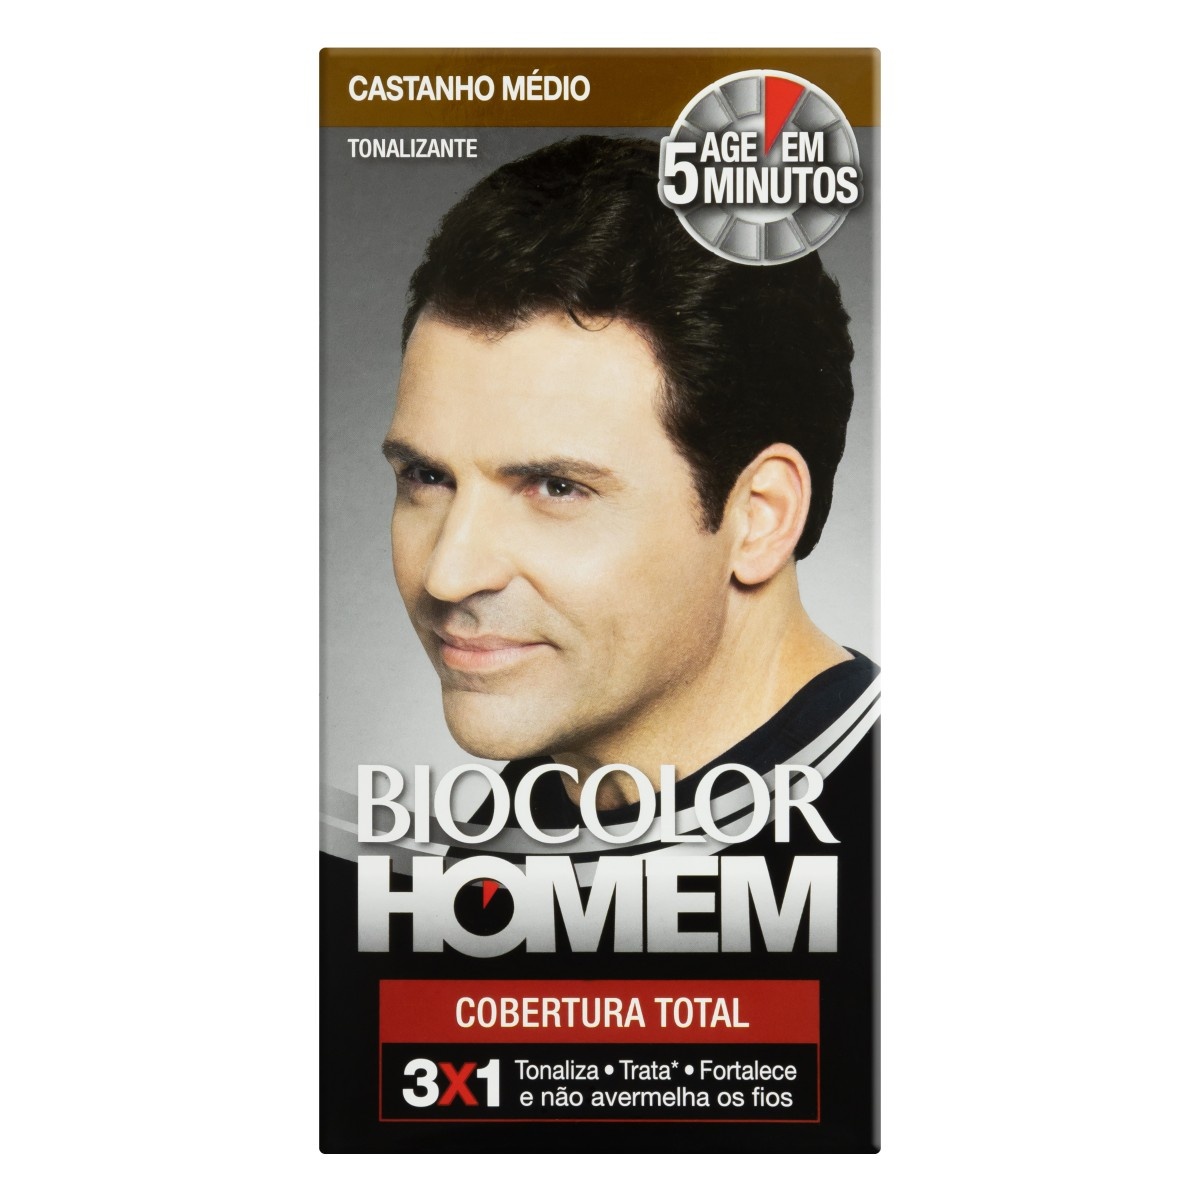 CASTANHO MÉDIO
TONALIZANTE
AGE EM
5 MINUTOS
BIOCOLOR
HOMEM
COBERTURA TOTAL
3X1
Tonaliza • Trata* • Fortalece
e não avermelha os fios